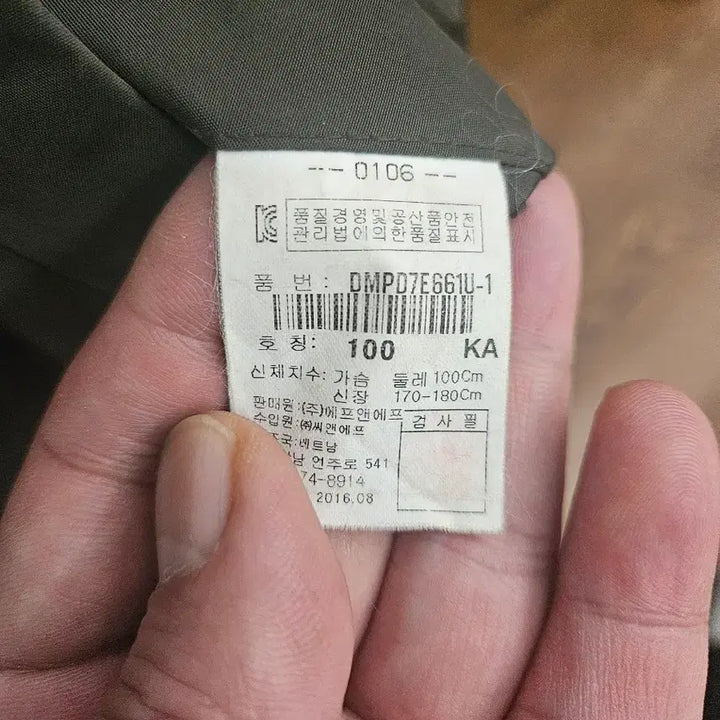 --- 0106 --
품질경영및공산품안전
관리법에의한품질표시
품 번 : DMPD7E661U-1
호 칭: 100 KA
신체치수: 가슴 둘레 100Cm
신장 170-180Cm
판매원:(주)에프앤에프
수입원:㈜씨앤에프
국:베트남
남 언주로 541
74-8914
2016.08
검사필